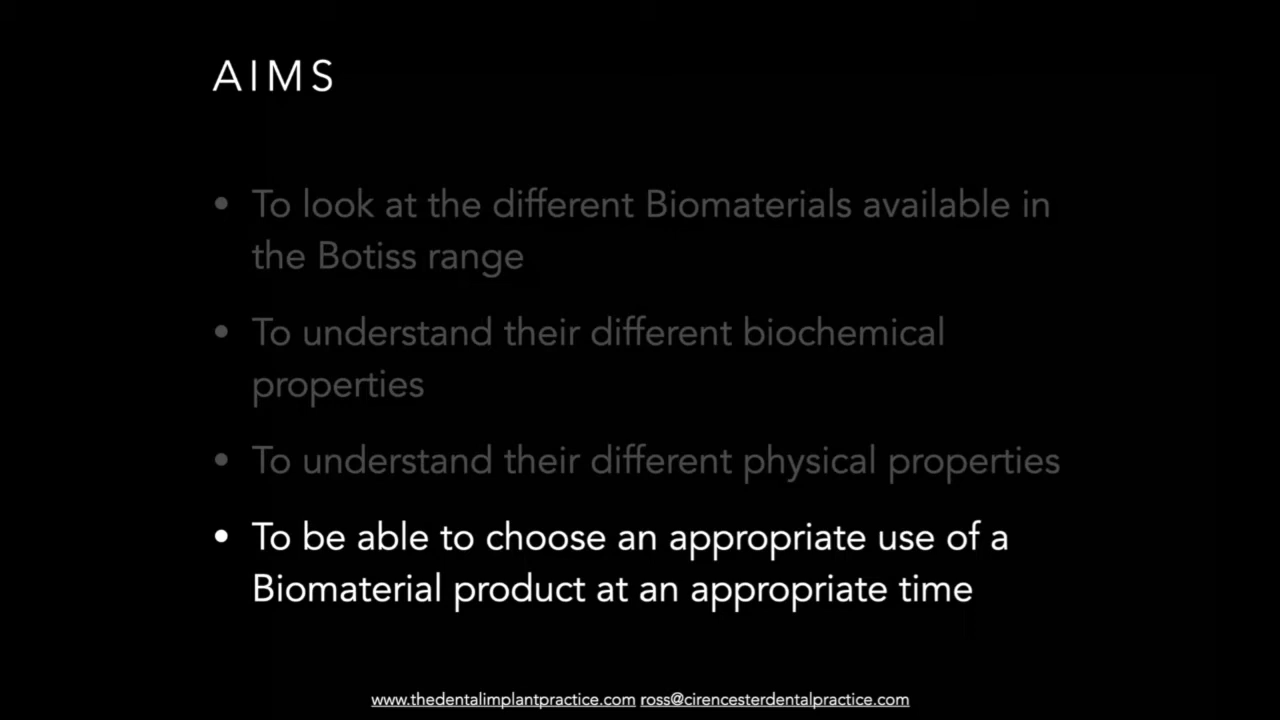 AIMS
• To look at the different Biomaterials available in
the Botiss range
• To understand their different biochemical
properties
• To understand their different physical properties
• To be able to choose an appropriate use of a
Biomaterial product at an appropriate time
www.thedentalimplantpractice.com ross@cirencesterdentalpractice.com